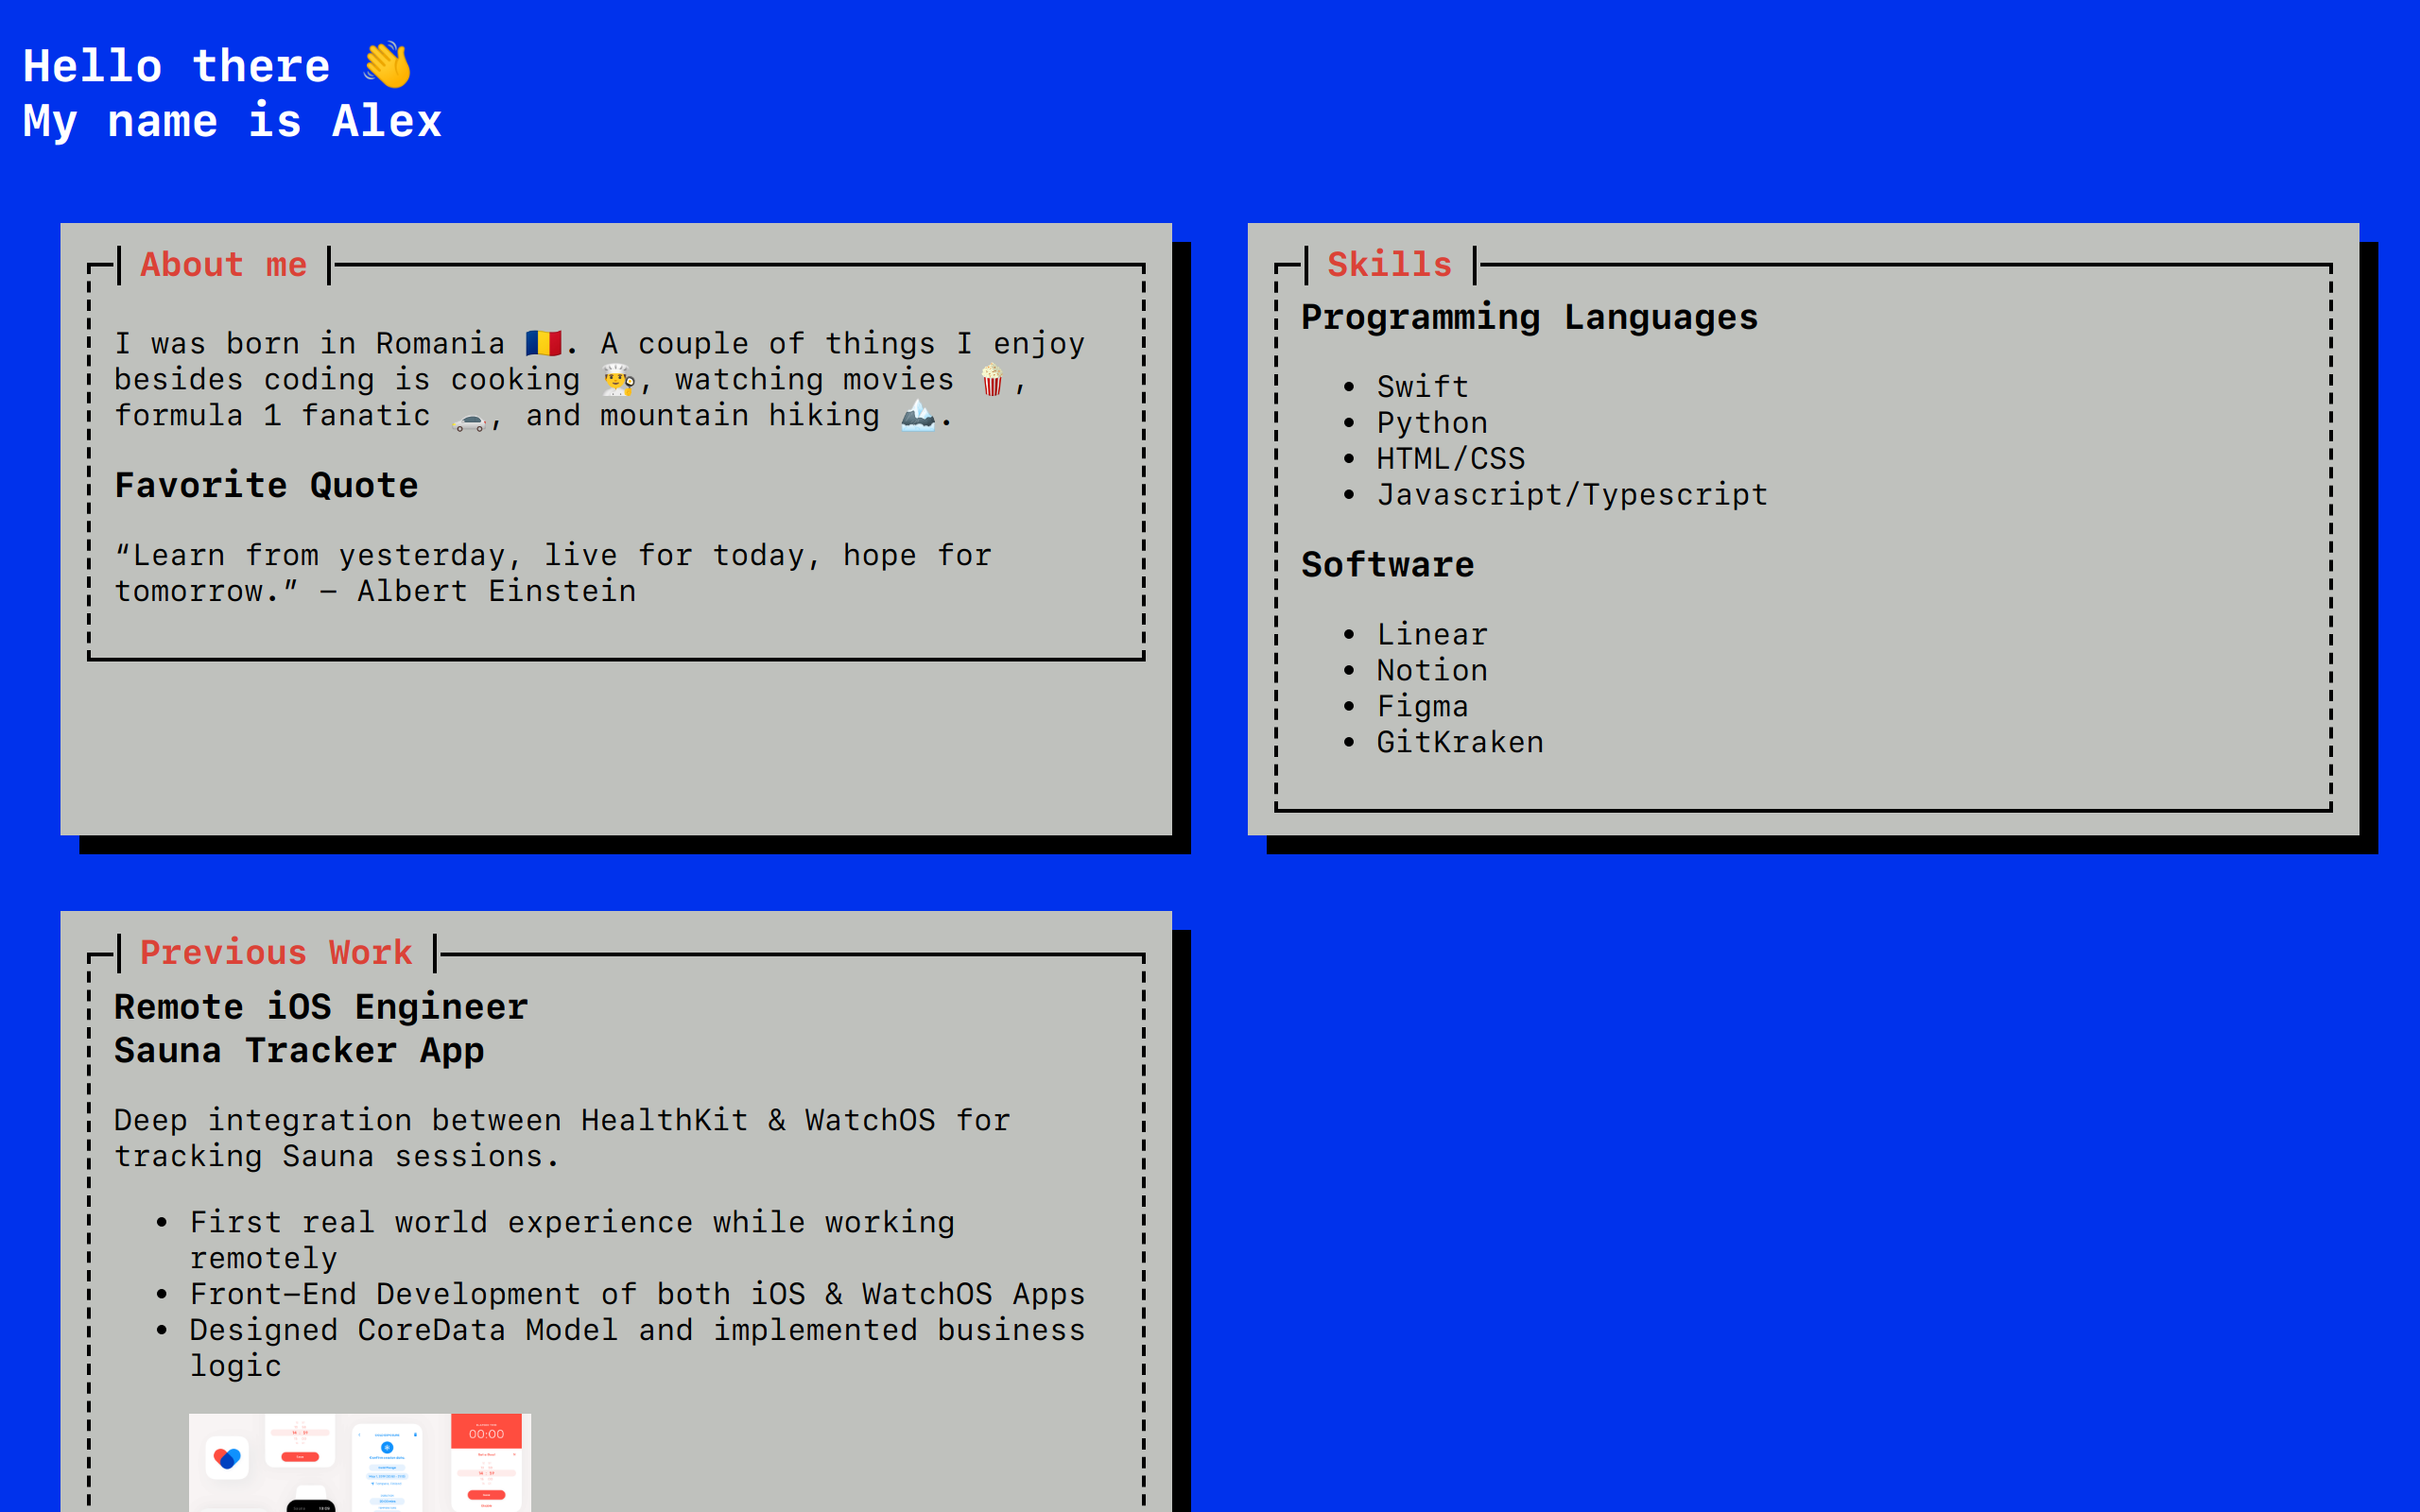 Hello there 👋
My name is Alex
About me
I was born in Romania 🇷🇴. A couple of things I enjoy
besides coding is cooking 👨‍🍳, watching movies 🍿,
formula 1 fanatic 🏎️, and mountain hiking 🏔️.
Favorite Quote
“Learn from yesterday, live for today, hope for
tomorrow.” — Albert Einstein
Skills
Programming Languages
• Swift
• Python
• HTML/CSS
• Javascript/Typescript
Software
• Linear
• Notion
• Figma
• GitKraken
Previous Work
Remote iOS Engineer
Sauna Tracker App
Deep integration between HealthKit & WatchOS for
tracking Sauna sessions.
• First real world experience while working
remotely
• Front-End Development of both iOS & WatchOS Apps
• Designed CoreData Model and implemented business
logic
00:00